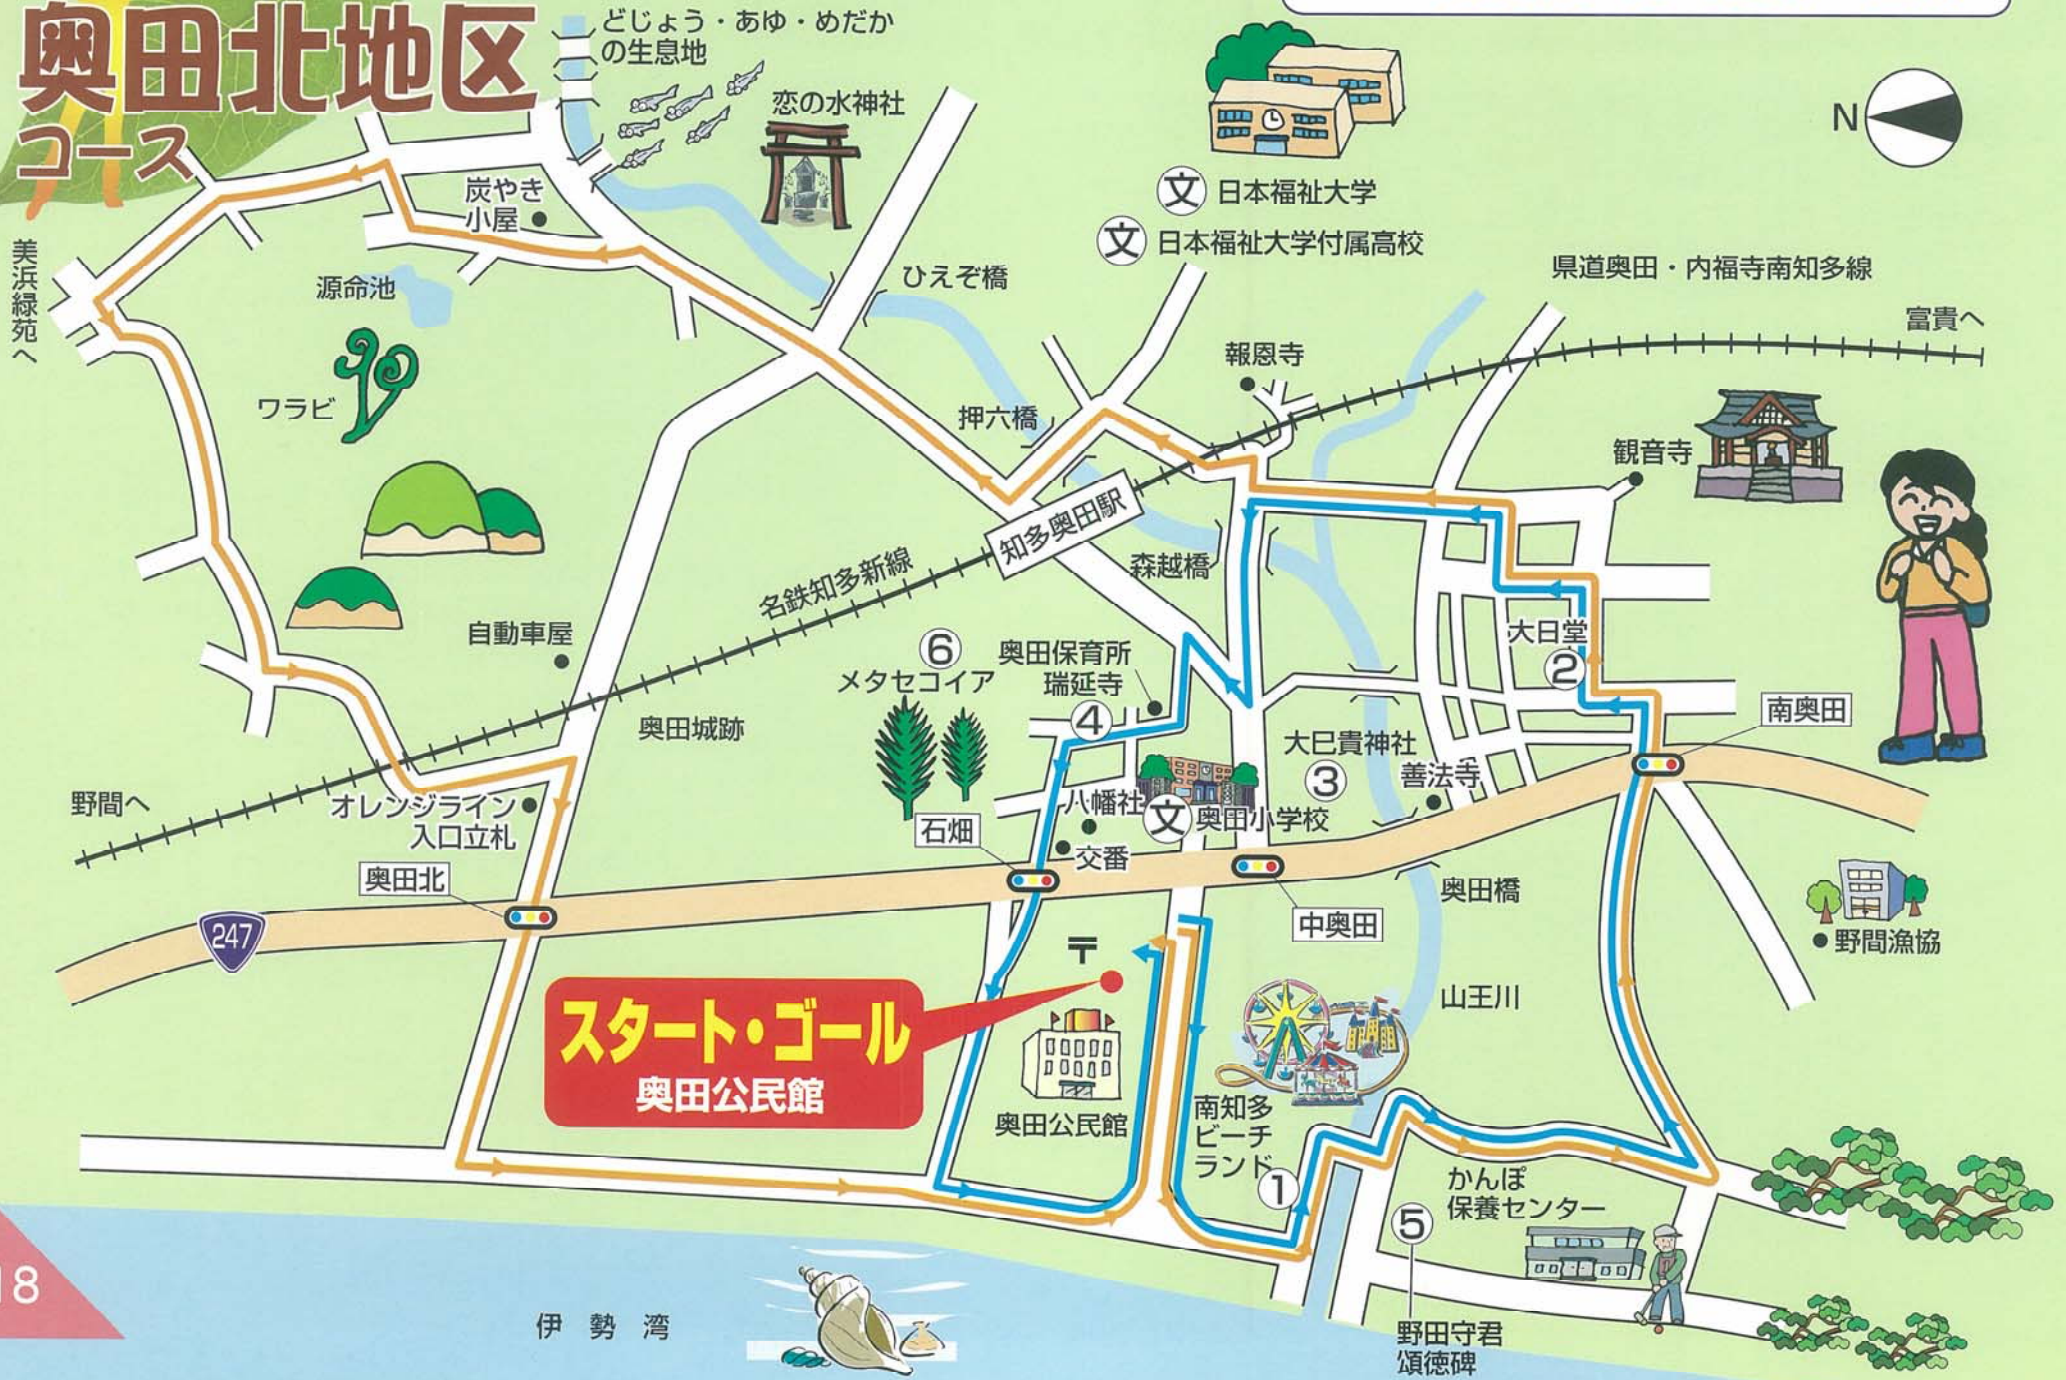 奥田北地区
コース
どじょう・あゆ・めだか
の生息地
恋の水神社
日本福祉大学
文
日本福祉大学付属高校
文
N
炭やき
小屋
美浜緑苑へ
源命池
ひえぞ橋
県道奥田・内福寺南知多線
富貴へ
ワラビ
押六橋
報恩寺
観音寺
知多奥田駅
森越橋
名鉄知多新線
自動車屋
大日堂
②
⑥
メタセコイア
奥田保育所
瑞延寺
④
奥田城跡
南奥田
大巳貴神社
③
善法寺
野間へ
オレンジライン
入口立札
八幡社
文
奥田小学校
石畑
交番
奥田北
奥田橋
247
中奥田
野間漁協
〒
スタート・ゴール
奥田公民館
山王川
奥田公民館
南知多
ビーチ
ランド
①
かんぽ
保養センター
⑤
野田守君
頌徳碑
伊勢湾
18